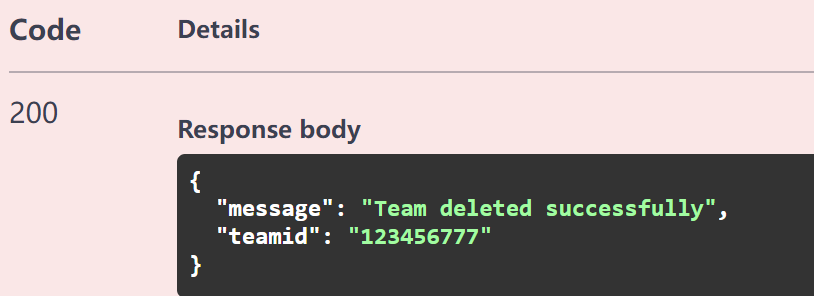 Code Details
200
Response body
{
  "message": "Team deleted successfully",
  "teamid": "123456777"
}